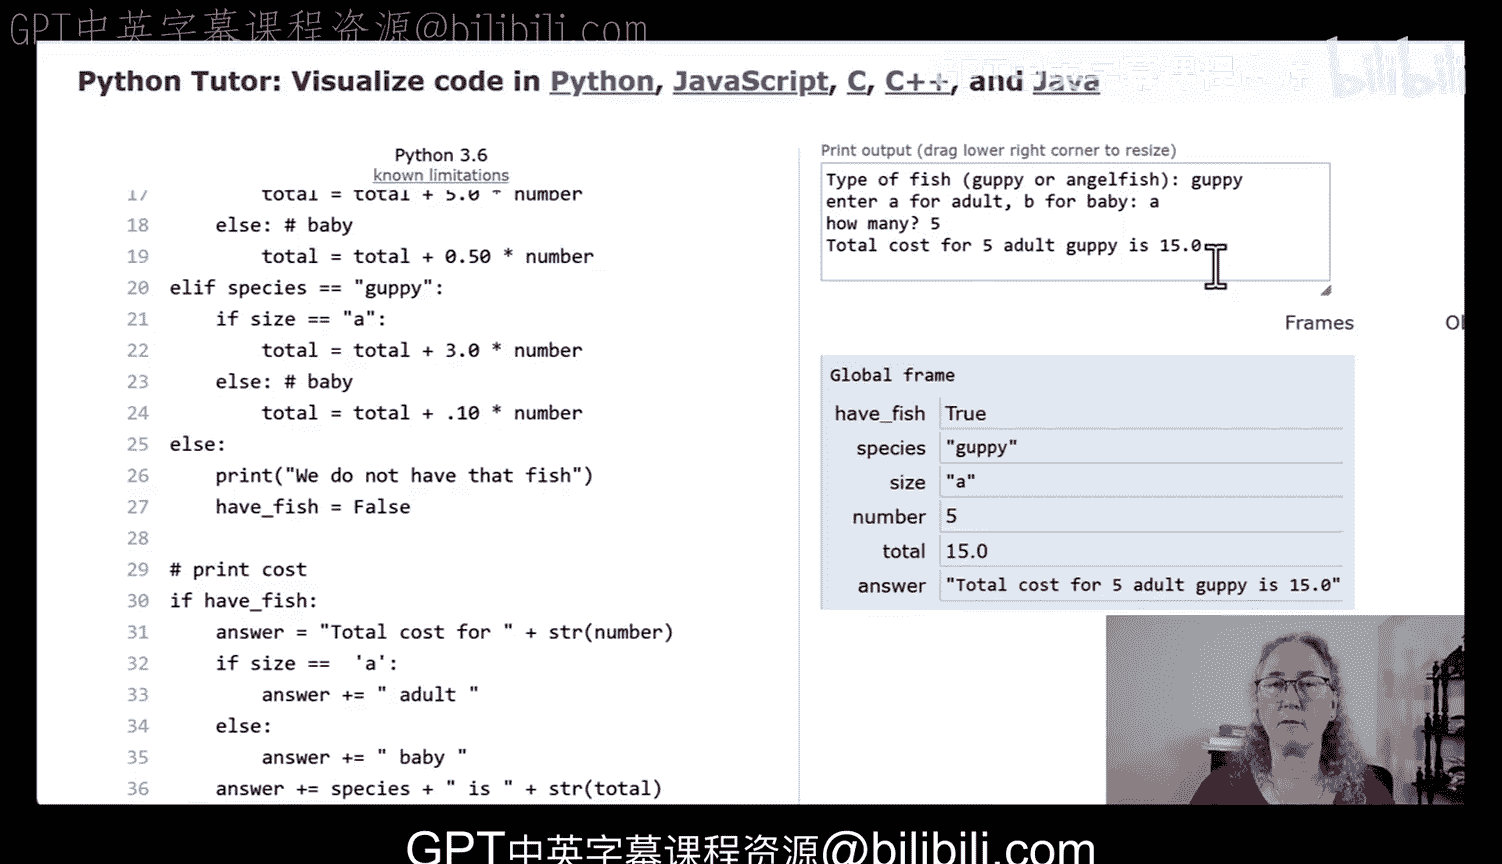 GPT中英字幕课程资源@bilibili.com
bilibili
Python Tutor: Visualize code in Python, JavaScript, C, C++, and Java
Python 3.6
known limitations
17 total = total + 5.0 * number
18 else: # baby
19 total = total + 0.50 * number
20 elif species == "guppy":
21 if size == "a":
22 total = total + 3.0 * number
23 else: # baby
24 total = total + .10 * number
25 else:
26 print("We do not have that fish")
27 have_fish = False
28
29 # print cost
30 if have_fish:
31 answer = "Total cost for " + str(number)
32 if size ==  'a':
33 answer += " adult "
34 else:
35 answer += " baby "
36 answer += species + " is " + str(total)
Print output (drag lower right corner to resize)
Type of fish (guppy or angelfish): guppy
enter a for adult, b for baby: a
how many? 5
Total cost for 5 adult guppy is 15.0
Frames
Global frame
have_fish True
species "guppy"
size "a"
number 5
total 15.0
answer "Total cost for 5 adult guppy is 15.0"
GPT中英字幕课程资源@bilibili.com